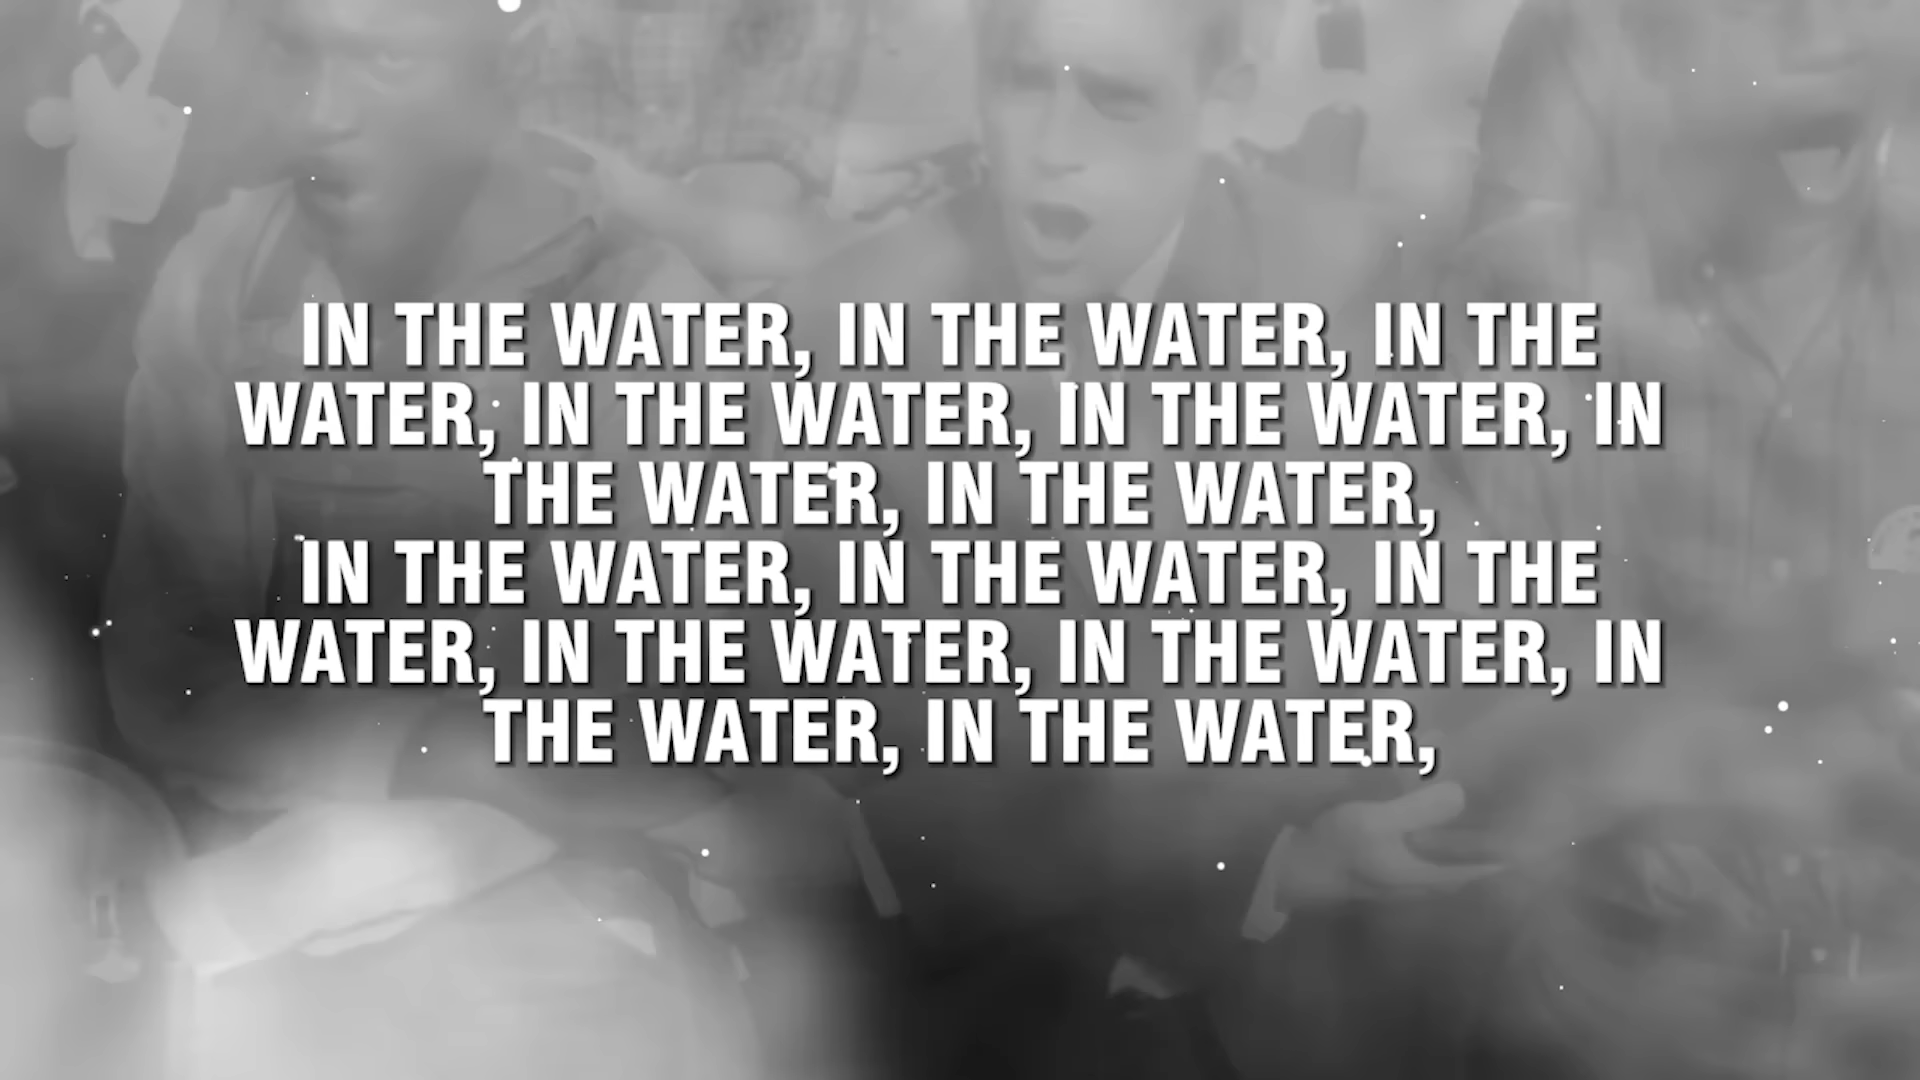 IN THE WATER, IN THE WATER, IN THE
WATER, IN THE WATER, IN THE WATER, IN
THE WATER, IN THE WATER,
IN THE WATER, IN THE WATER, IN THE
WATER, IN THE WATER, IN THE WATER, IN
THE WATER, IN THE WATER,